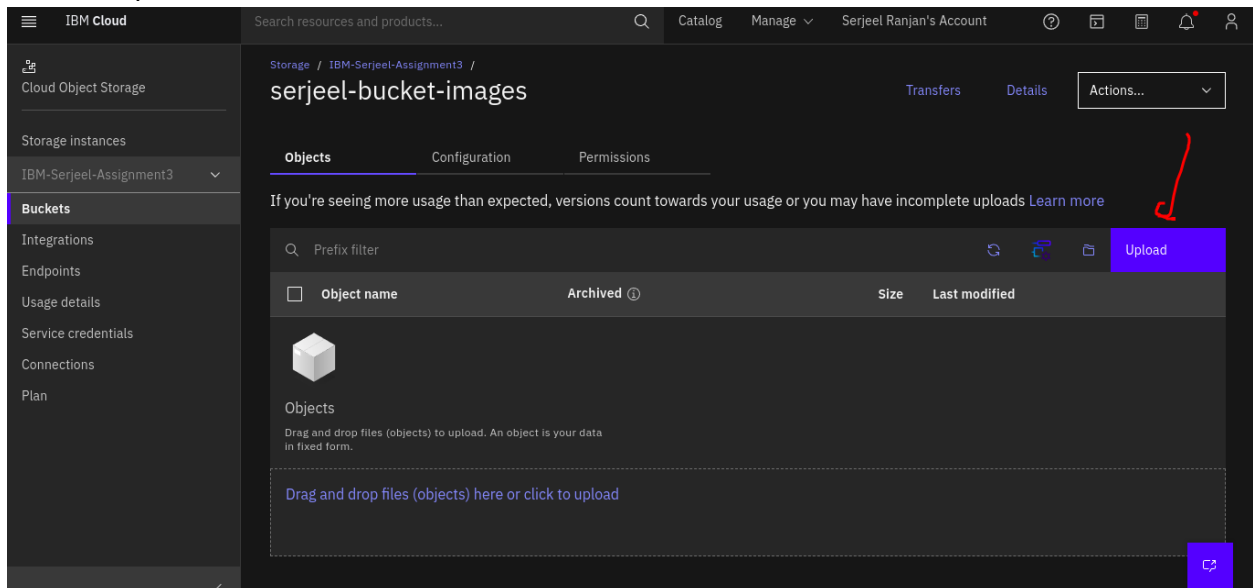 IBM Cloud
Search resources and products...
Catalog
Manage
Serjeel Ranjan's Account
Cloud Object Storage
Storage instances
IBM-Serjeel-Assignment3
Buckets
Integrations
Endpoints
Usage details
Service credentials
Connections
Plan
Storage / IBM-Serjeel-Assignment3 /
serjeel-bucket-images
Transfers
Details
Actions...
Objects
Configuration
Permissions
If you're seeing more usage than expected, versions count towards your usage or you may have incomplete uploads Learn more
Prefix filter
Upload
Object name
Archived
Size
Last modified
Objects
Drag and drop files (objects) to upload. An object is your data
in fixed form.
Drag and drop files (objects) here or click to upload